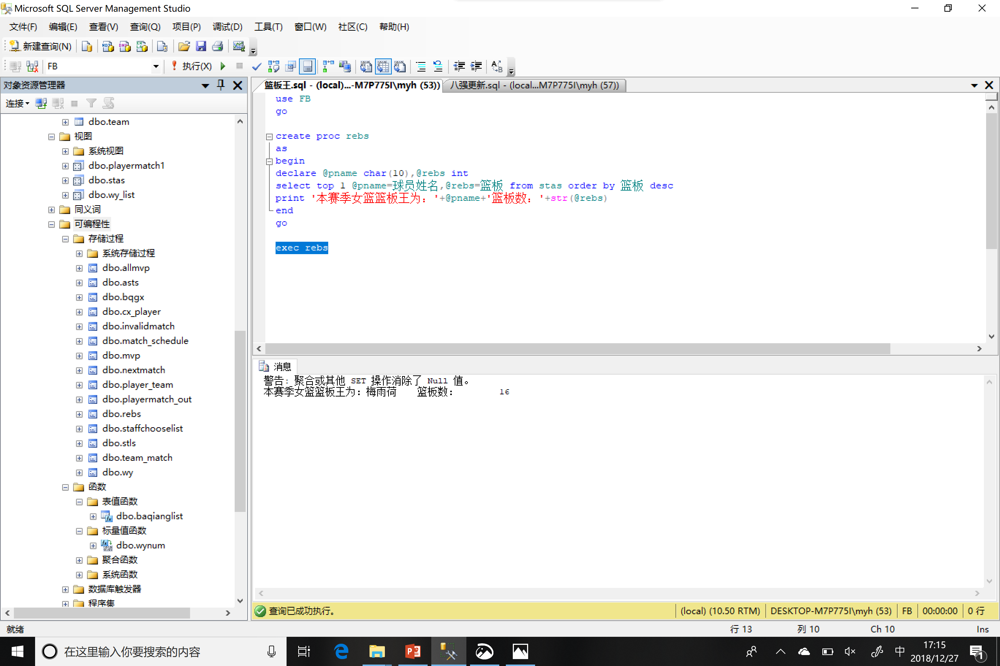 Microsoft SQL Server Management Studio
文件(F) 编辑(E) 查看(V) 查询(Q) 项目(P) 调试(D) 工具(T) 窗口(W) 社区(C) 帮助(H)
新建查询(N)
FB 执行(X)
对象资源管理器
连接
dbo.team
视图
系统视图
dbo.playermatch1
dbo.stas
dbo.wy_list
同义词
可编程性
存储过程
系统存储过程
dbo.allmvp
dbo.asts
dbo.bqgx
dbo.cx_player
dbo.invalidmatch
dbo.match_schedule
dbo.mvp
dbo.nextmatch
dbo.player_team
dbo.playermatch_out
dbo.rebs
dbo.staffchooselist
dbo.stls
dbo.team_match
dbo.wy
函数
表值函数
dbo.baqianglist
标量值函数
dbo.wynum
聚合函数
系统函数
数据库触发器
程序集
篮板王.sql - (local)...-M7P775I\myh (53)) 八强更新.sql - (local...M7P775I\myh (57))
use FB
go
create proc rebs
as
begin
declare @pname char(10),@rebs int
select top 1 @pname=球员姓名,@rebs=篮板 from stas order by 篮板 desc
print '本赛季女篮篮板王为：'+@pname+'篮板数：'+str(@rebs)
end
go
exec rebs
消息
警告: 聚合或其他 SET 操作消除了 Null 值。
本赛季女篮篮板王为：梅雨荷 篮板数： 16
查询已成功执行。 (local) (10.50 RTM) DESKTOP-M7P775I\myh (53) FB 00:00:00 0 行
就绪 行 13 列 10 Ch 10 Ins
在这里输入你要搜索的内容 中 17:15
2018/12/27 1